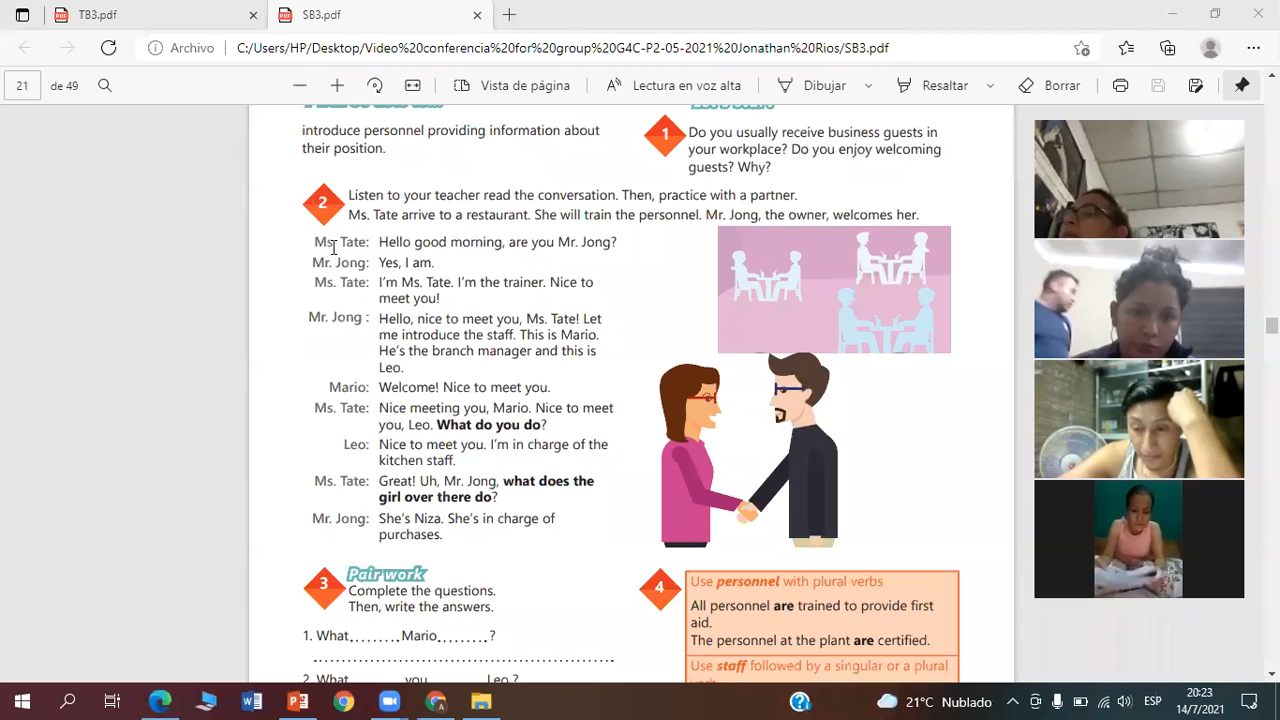 TB3.pdf
SB3.pdf
Archivo
C:/Users/HP/Desktop/Video%20conferencia%20for%20group%20G4C-P2-05-2021%20Jonathan%20Rios/SB3.pdf
21 de 49
Vista de página
Lectura en voz alta
Dibujar
Resaltar
Borrar
introduce personnel providing information about
their position.
1
Do you usually receive business guests in
your workplace? Do you enjoy welcoming
guests? Why?
2
Listen to your teacher read the conversation. Then, practice with a partner.
Ms. Tate arrive to a restaurant. She will train the personnel. Mr. Jong, the owner, welcomes her.
Ms. Tate: Hello good morning, are you Mr. Jong?
Mr. Jong: Yes, I am.
Ms. Tate: I'm Ms. Tate. I'm the trainer. Nice to
meet you!
Mr. Jong : Hello, nice to meet you, Ms. Tate! Let
me introduce the staff. This is Mario.
He's the branch manager and this is
Leo.
Mario: Welcome! Nice to meet you.
Ms. Tate: Nice meeting you, Mario. Nice to meet
you, Leo. What do you do?
Leo: Nice to meet you. I'm in charge of the
kitchen staff.
Ms. Tate: Great! Uh, Mr. Jong, what does the
girl over there do?
Mr. Jong: She's Niza. She's in charge of
purchases.
3
Pair work
Complete the questions.
Then, write the answers.
1. What........Mario.........?
2. What you Leo ?
4
Use personnel with plural verbs
All personnel are trained to provide first
aid.
The personnel at the plant are certified.
Use staff followed by a singular or a plural
21°C Nublado
ESP
20:23
14/7/2021